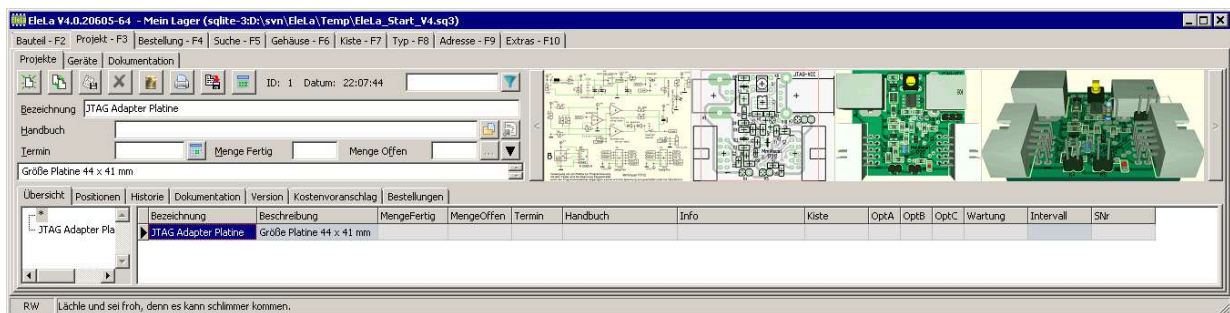 EleLa V4.0.20605-64 - Mein Lager (sqlite-3:D:\svn\EleLa\Temp\EleLa_Start_V4.sq3)
Bauteil - F2 Projekt - F3 Bestellung - F4 Suche - F5 Gehäuse - F6 Kiste - F7 Typ - F8 Adresse - F9 Extras - F10
Projekte Geräte Dokumentation
ID: 1 Datum: 22:07:44
Bezeichnung JTAG Adapter Platine
Handbuch
Termin Menge Fertig Menge Offen ...
Größe Platine 44 x 41 mm
JTAG-WZE
B
Übersicht Positionen Historie Dokumentation Version Kostenvoranschlag Bestellungen
* Bezeichnung Beschreibung MengeFertig MengeOffen Termin Handbuch Info Kiste OptA OptB OptC Wartung Intervall SNr
JTAG Adapter Pla JTAG Adapter Platine Größe Platine 44 x 41 mm
RW Lächle und sei froh, denn es kann schlimmer kommen.